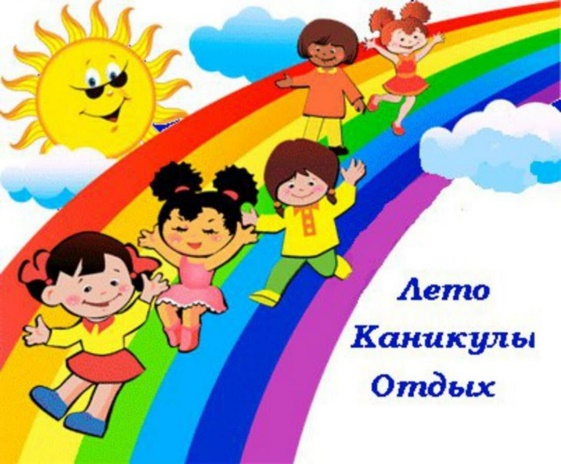 Лето
Каникулы
Отдых